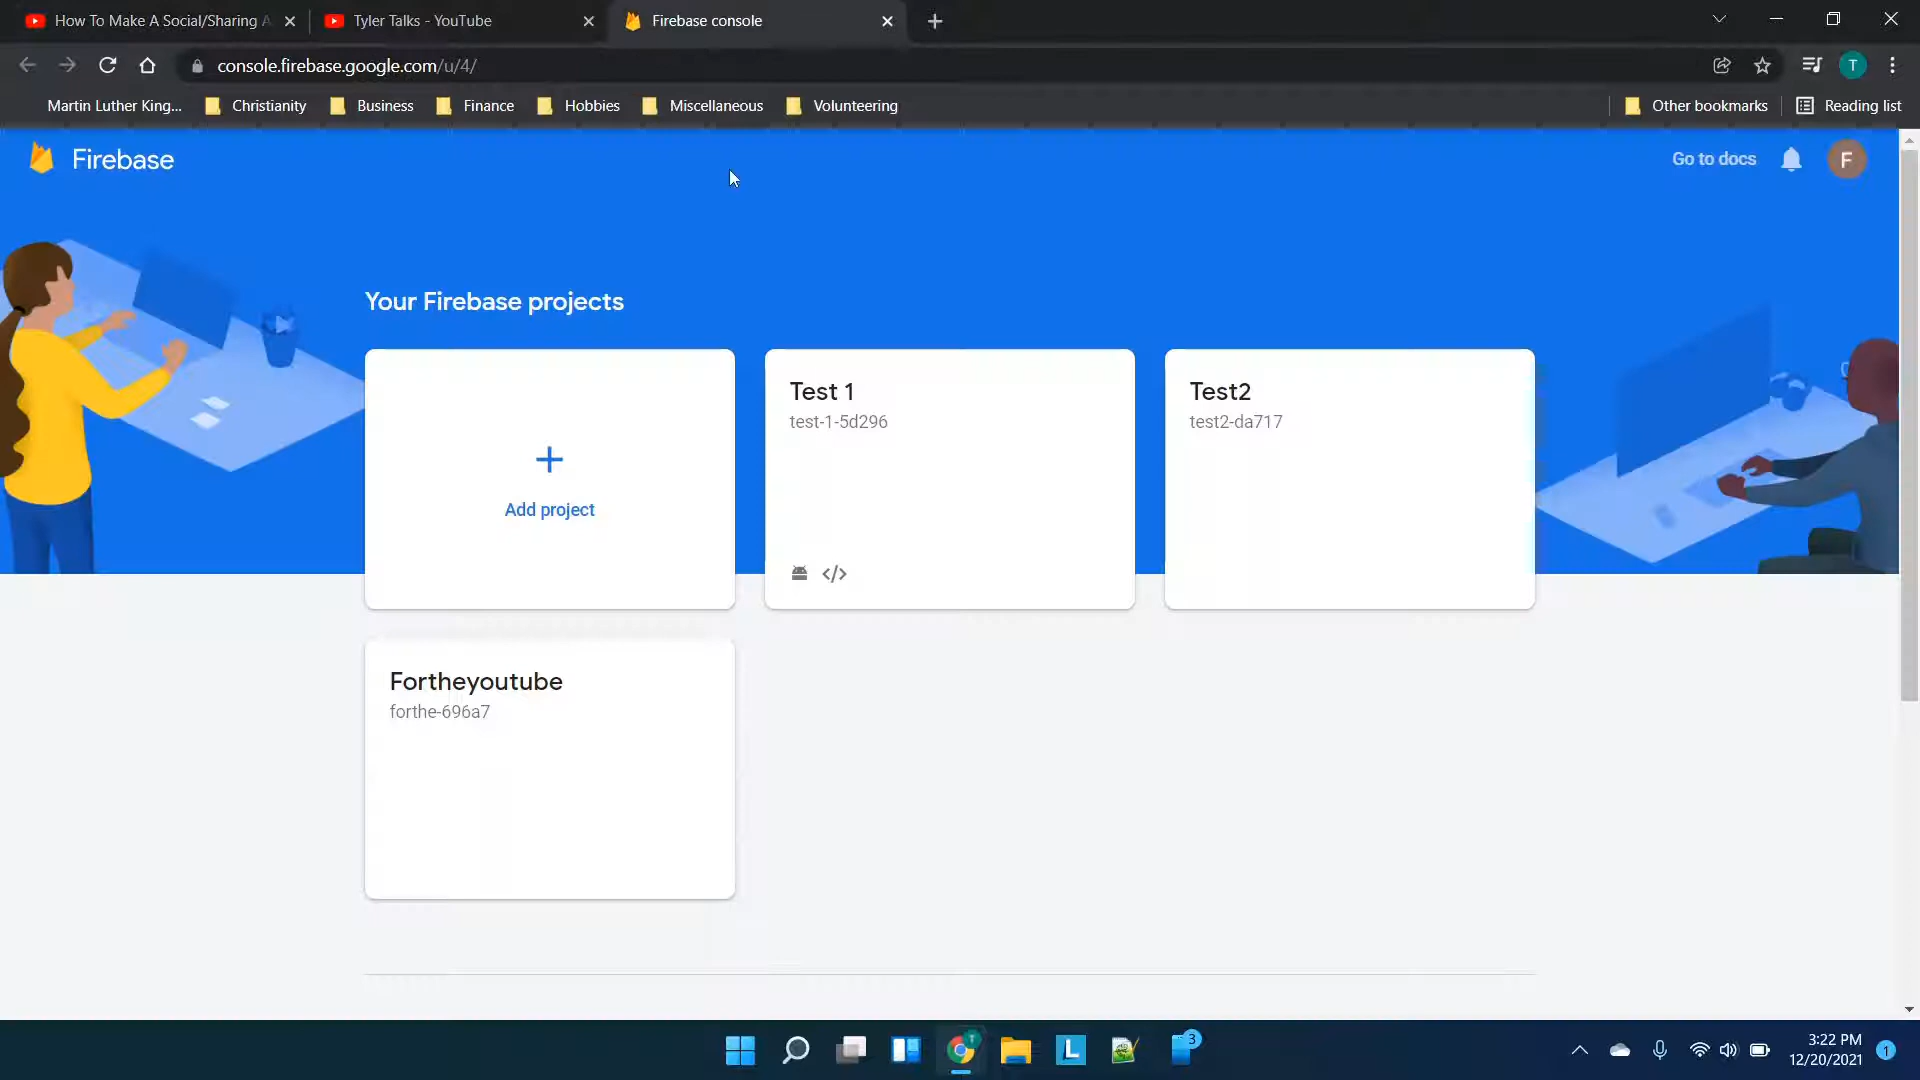 How To Make A Social/Sharing A
Tyler Talks - YouTube
Firebase console
console.firebase.google.com/u/4/
T
Martin Luther King...
Christianity
Business
Finance
Hobbies
Miscellaneous
Volunteering
Other bookmarks
Reading list
Firebase
Go to docs
F
Your Firebase projects
Add project
Test 1
test-1-5d296
Test2
test2-da717
Fortheyoutube
forthe-696a7
T
L
3
3:22 PM
12/20/2021
1